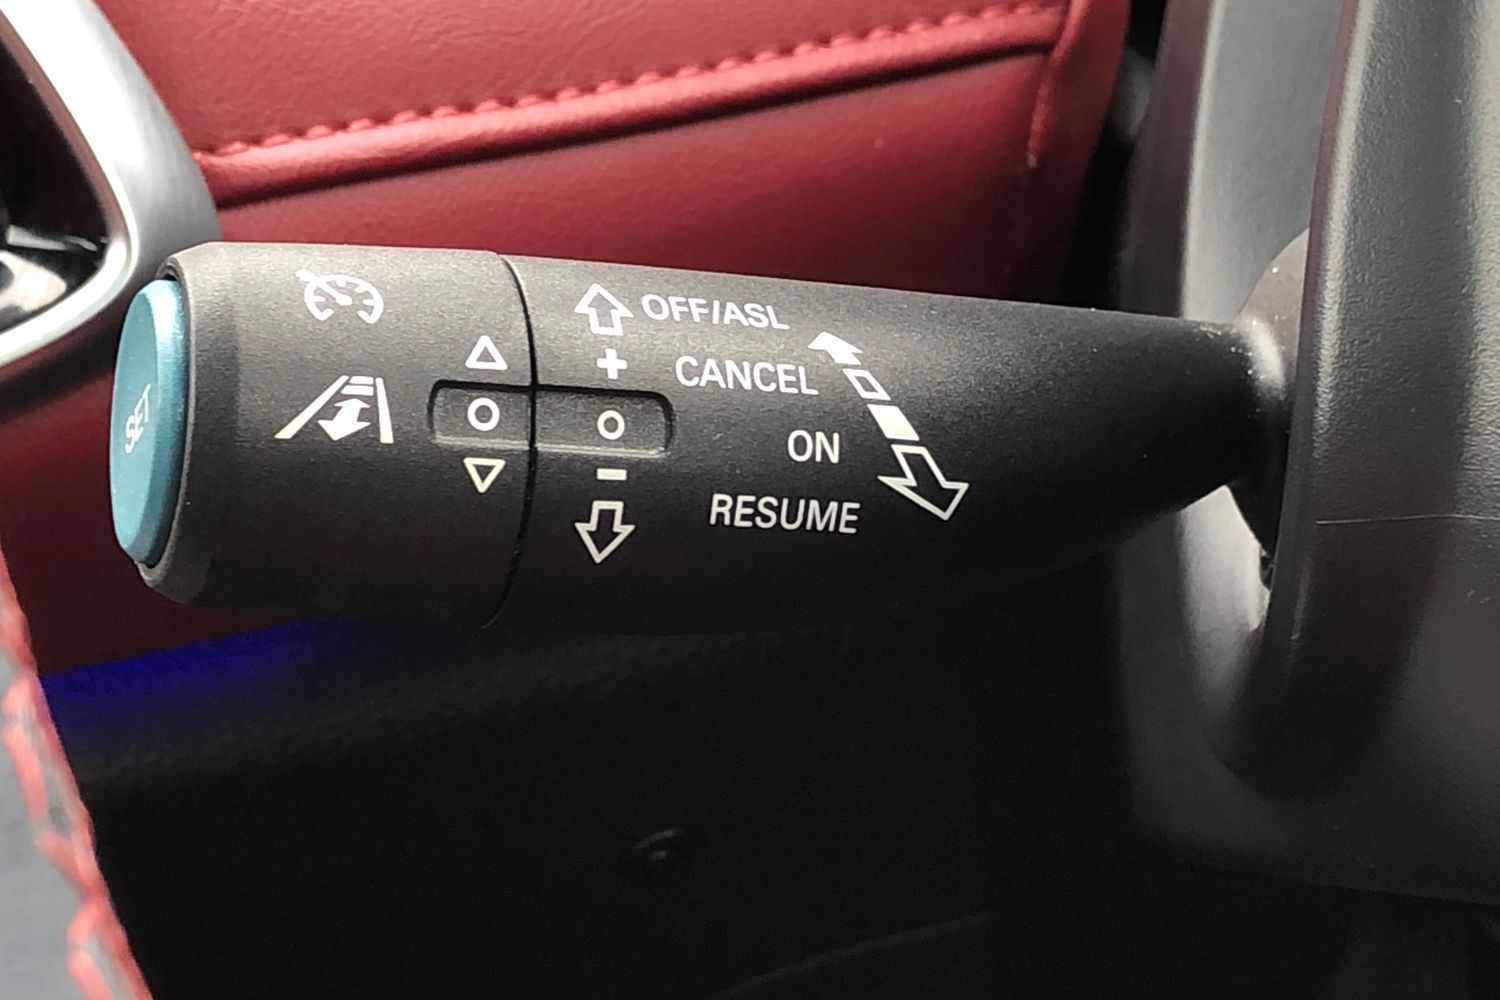 SET
OFF/ASL
+
CANCEL
ON
-
RESUME